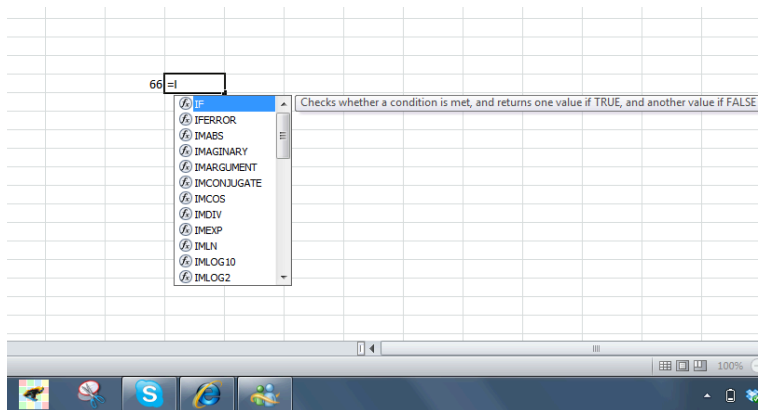 66 =I
IF
Checks whether a condition is met, and returns one value if TRUE, and another value if FALSE
IFERROR
IMABS
IMAGINARY
IMARGUMENT
IMCONJUGATE
IMCOS
IMDIV
IMEXP
IMLN
IMLOG10
IMLOG2
100%